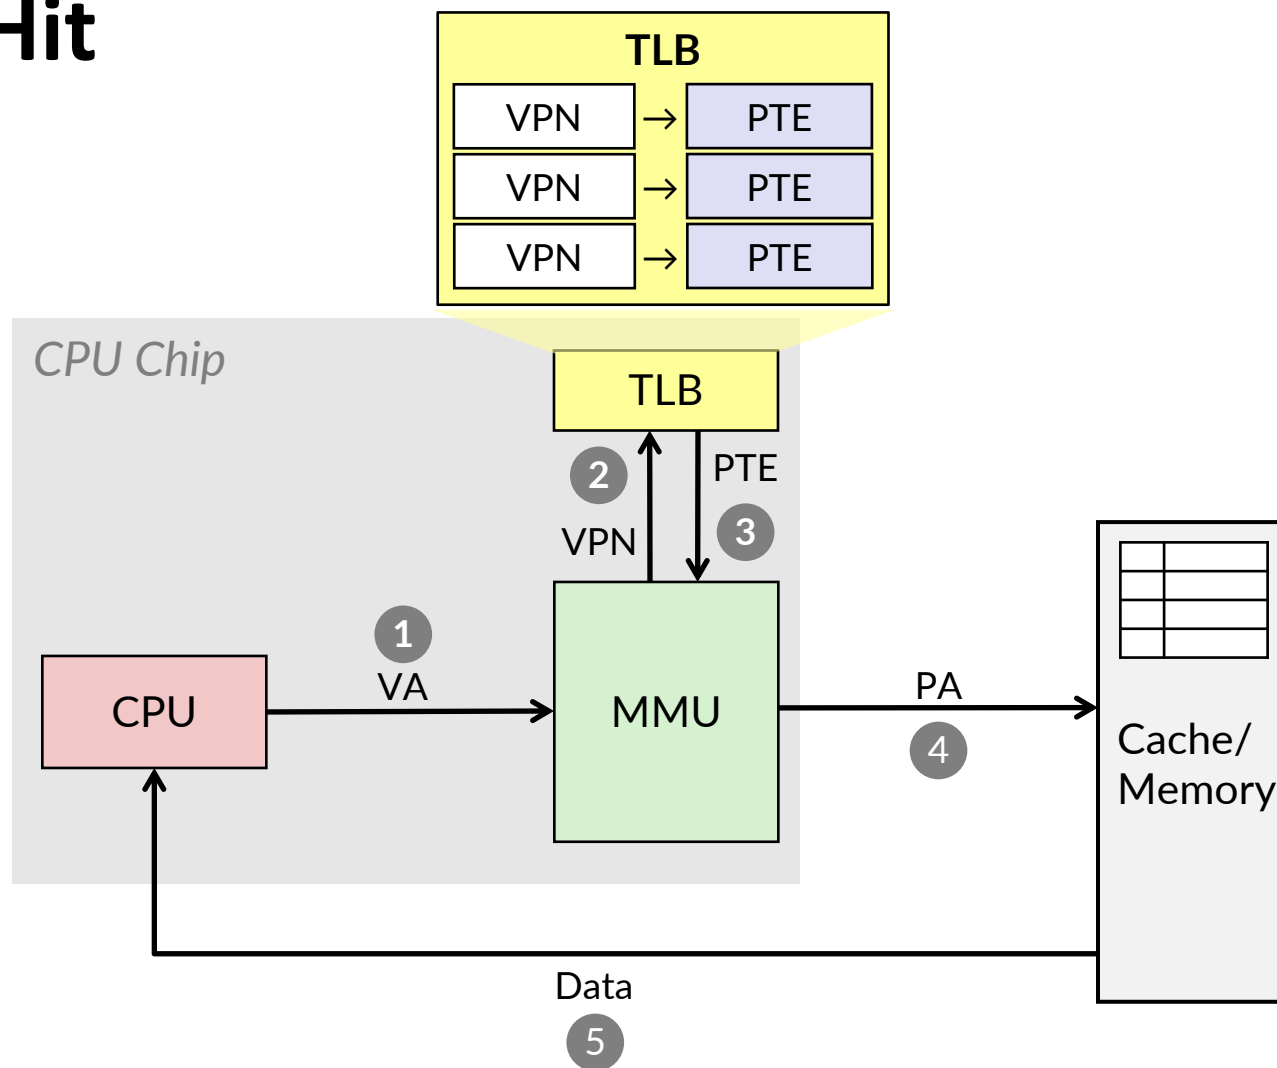 Hit
TLB
VPN → PTE
VPN → PTE
VPN → PTE
CPU Chip
TLB
2
PTE
VPN
3
1
VA
CPU
MMU
PA
4
Cache/
Memory
Data
5